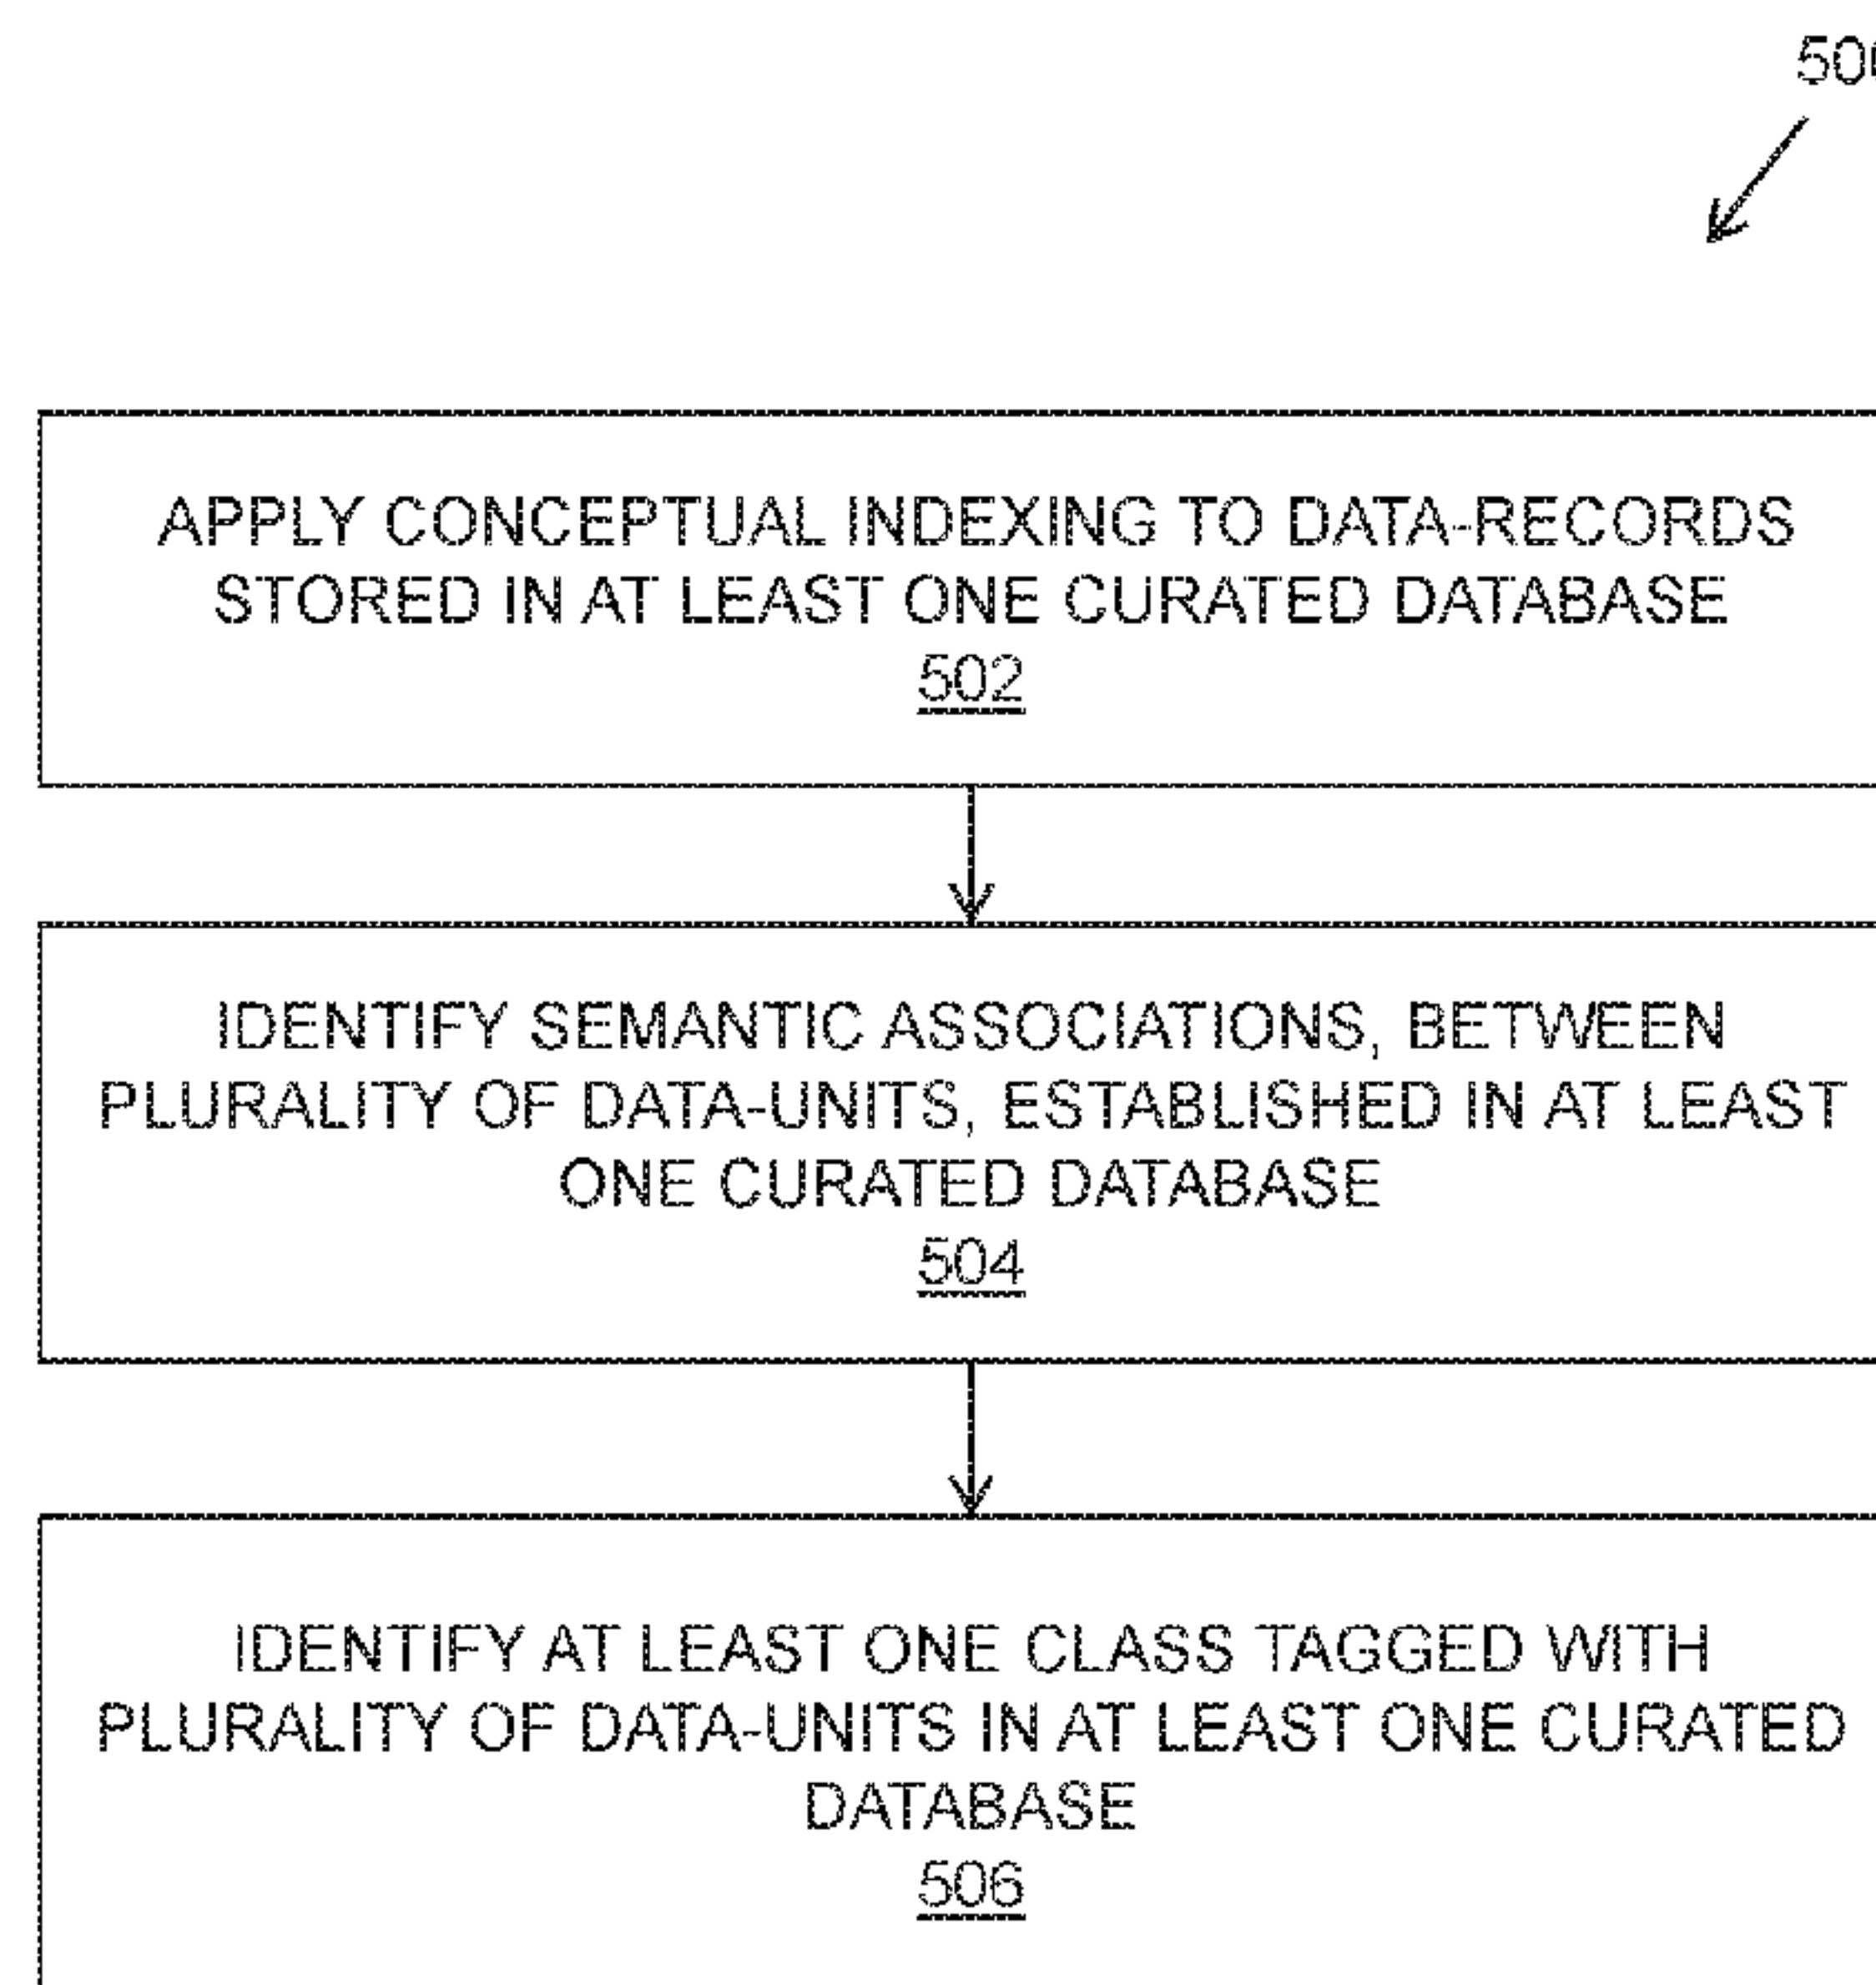 500
APPLY CONCEPTUAL INDEXING TO DATA-RECORDS
STORED IN AT LEAST ONE CURATED DATABASE
502
IDENTIFY SEMANTIC ASSOCIATIONS, BETWEEN
PLURALITY OF DATA-UNITS, ESTABLISHED IN AT LEAST
ONE CURATED DATABASE
504
IDENTIFY AT LEAST ONE CLASS TAGGED WITH
PLURALITY OF DATA-UNITS IN AT LEAST ONE CURATED
DATABASE
506